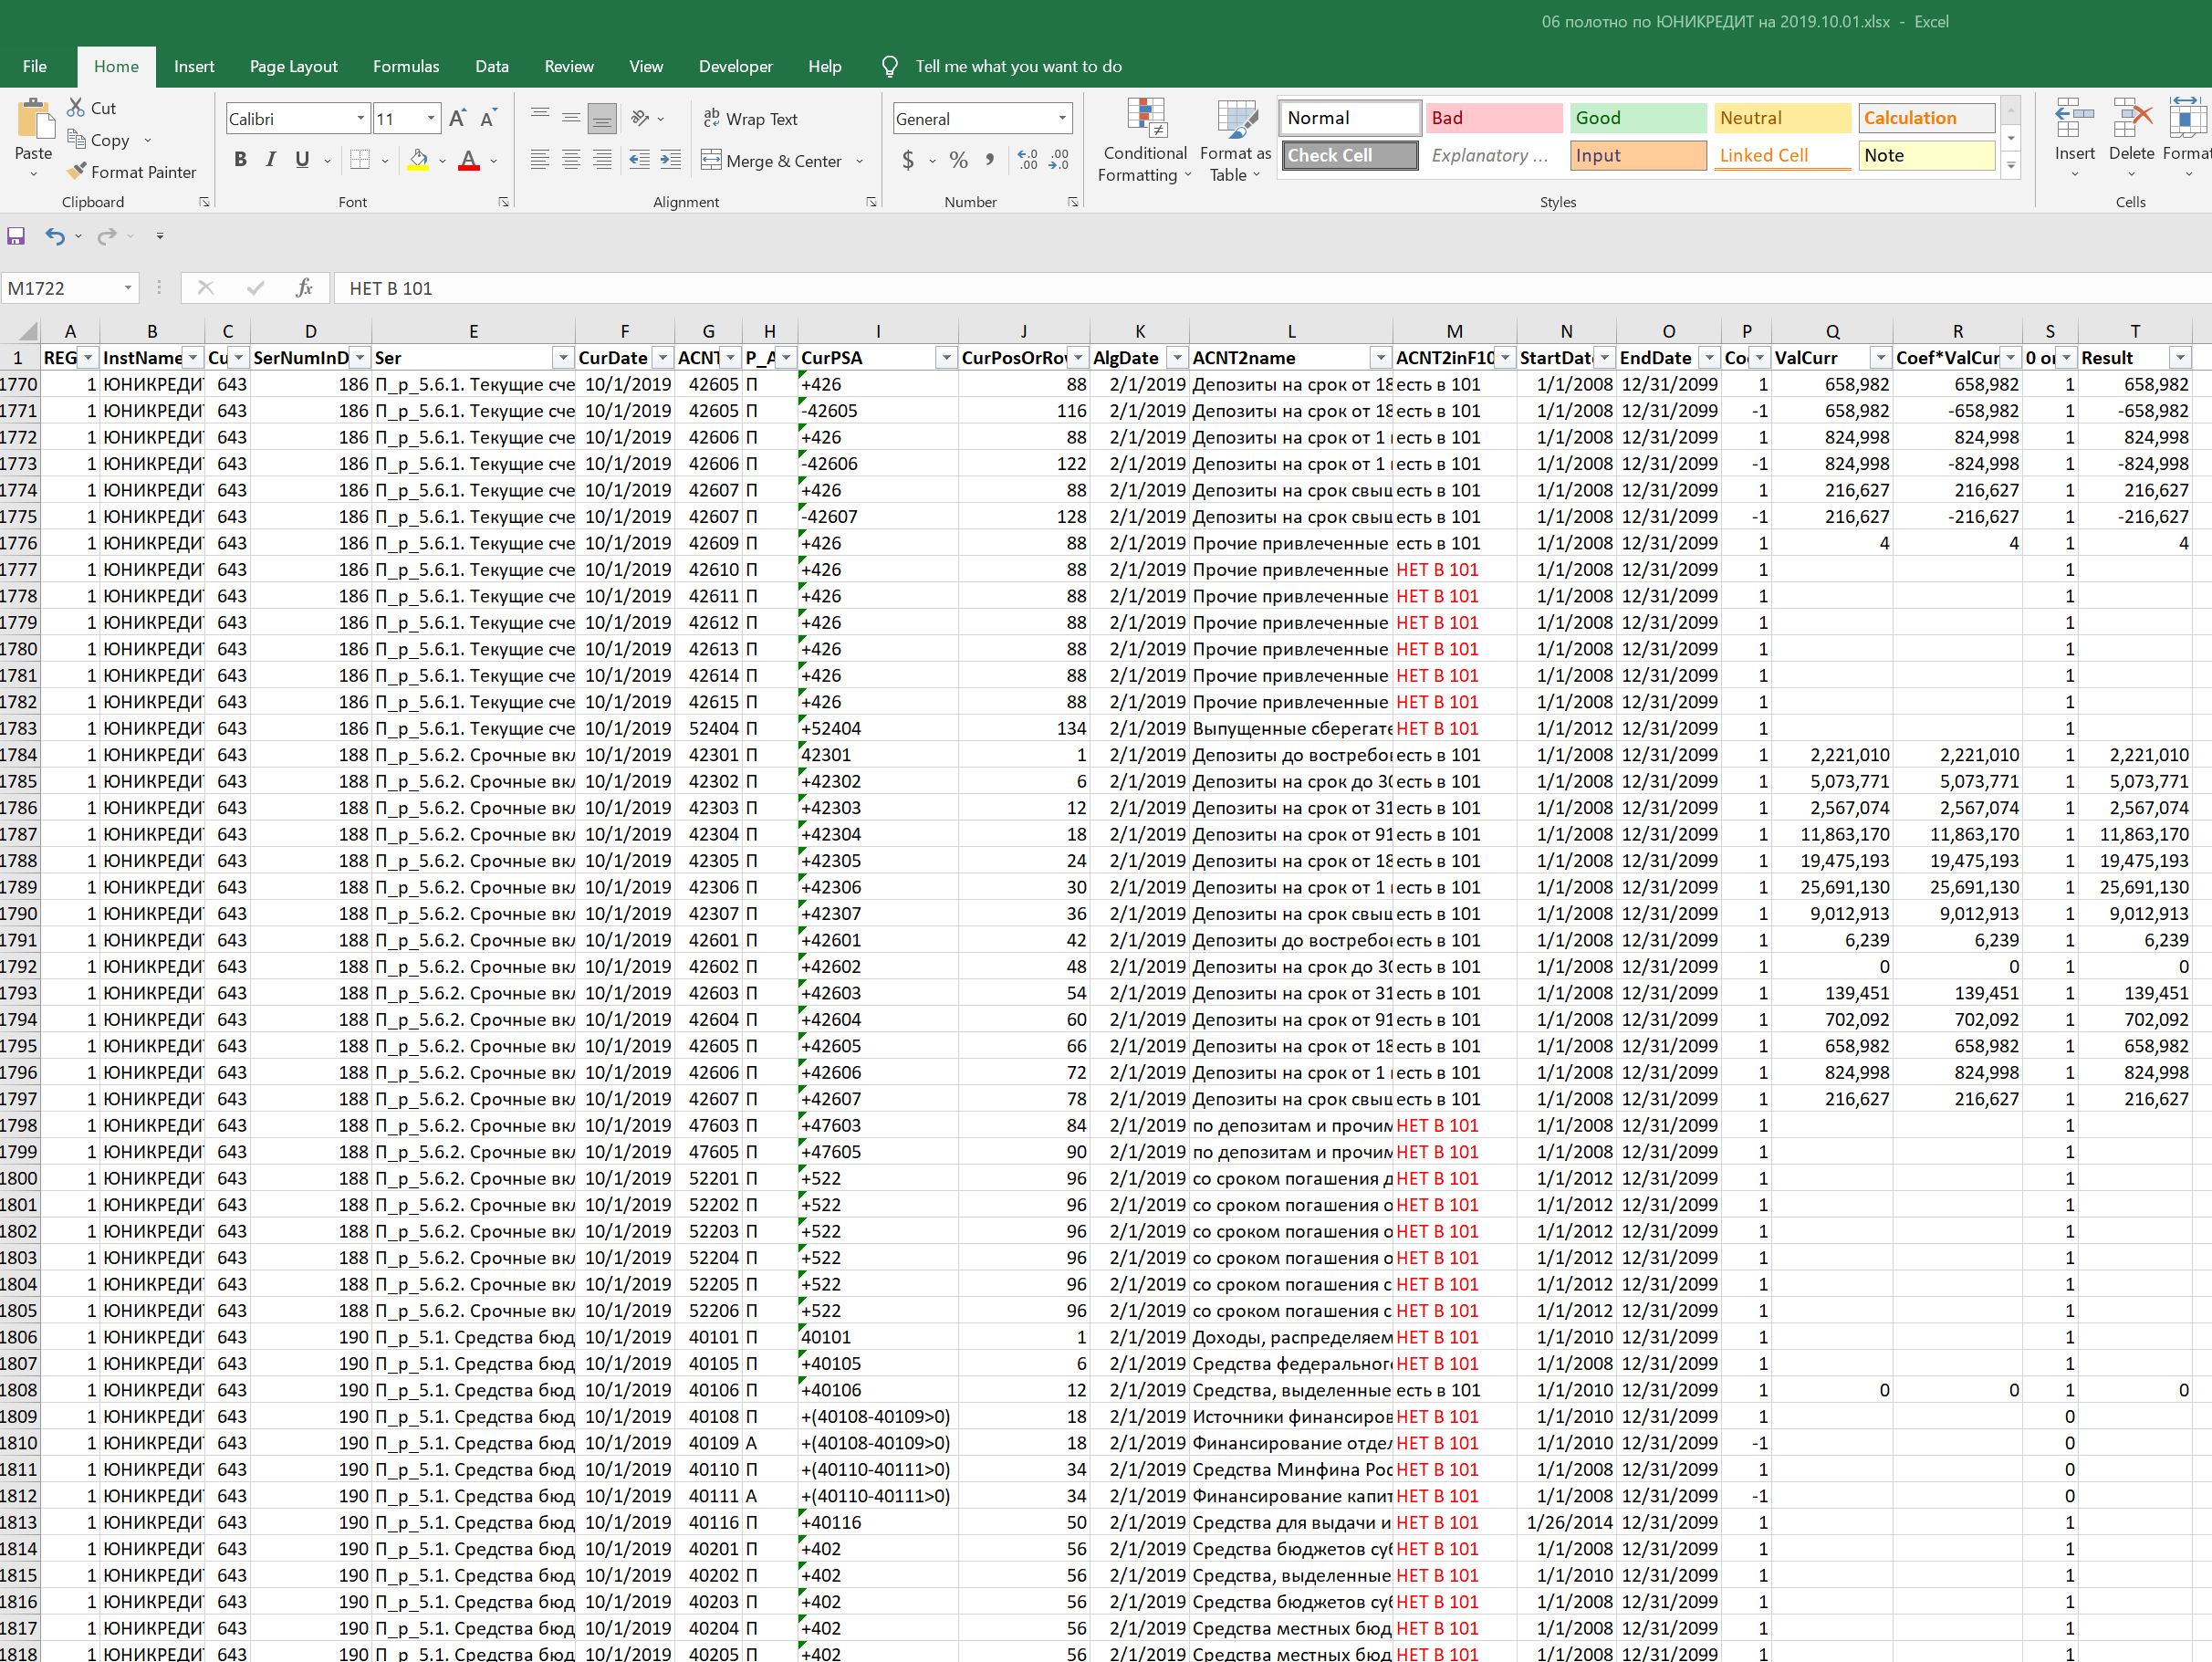 06 полотно по ЮНИКРЕДИТ на 2019.10.01.xlsx - Excel
File Home Insert Page Layout Formulas Data Review View Developer Help Tell me what you want to do
Cut
Copy
Format Painter
Paste
Clipboard
Calibri 11
B I U A
Font
Wrap Text
Merge & Center
Alignment
General
$ % ,
Number
Conditional Formatting
Format as Table
Normal Bad Good Neutral Calculation
Check Cell Explanatory ... Input Linked Cell Note
Styles
Insert Delete Format
Cells
M1722 fx НЕТ В 101
A B C D E F G H I J K L M N O P Q R S T
1 REG InstName Cu SerNumInD Ser CurDate ACNT P_A CurPSA CurPosOrRow AlgDate ACNT2name ACNT2inF10 StartDate EndDate Coe ValCurr Coef*ValCur 0 or Result
1770 1 ЮНИКРЕДИТ 643 186 П_р_5.6.1. Текущие сче 10/1/2019 42605 П +426 88 2/1/2019 Депозиты на срок от 18 есть в 101 1/1/2008 12/31/2099 1 658,982 658,982 1 658,982
1771 1 ЮНИКРЕДИТ 643 186 П_р_5.6.1. Текущие сче 10/1/2019 42605 П -42605 116 2/1/2019 Депозиты на срок от 18 есть в 101 1/1/2008 12/31/2099 -1 658,982 -658,982 1 -658,982
1772 1 ЮНИКРЕДИТ 643 186 П_р_5.6.1. Текущие сче 10/1/2019 42606 П +426 88 2/1/2019 Депозиты на срок от 1 есть в 101 1/1/2008 12/31/2099 1 824,998 824,998 1 824,998
1773 1 ЮНИКРЕДИТ 643 186 П_р_5.6.1. Текущие сче 10/1/2019 42606 П -42606 122 2/1/2019 Депозиты на срок от 1 есть в 101 1/1/2008 12/31/2099 -1 824,998 -824,998 1 -824,998
1774 1 ЮНИКРЕДИТ 643 186 П_р_5.6.1. Текущие сче 10/1/2019 42607 П +426 88 2/1/2019 Депозиты на срок свыш есть в 101 1/1/2008 12/31/2099 1 216,627 216,627 1 216,627
1775 1 ЮНИКРЕДИТ 643 186 П_р_5.6.1. Текущие сче 10/1/2019 42607 П -42607 128 2/1/2019 Депозиты на срок свыш есть в 101 1/1/2008 12/31/2099 -1 216,627 -216,627 1 -216,627
1776 1 ЮНИКРЕДИТ 643 186 П_р_5.6.1. Текущие сче 10/1/2019 42609 П +426 88 2/1/2019 Прочие привлеченные есть в 101 1/1/2008 12/31/2099 1 4 4 1 4
1777 1 ЮНИКРЕДИТ 643 186 П_р_5.6.1. Текущие сче 10/1/2019 42610 П +426 88 2/1/2019 Прочие привлеченные НЕТ В 101 1/1/2008 12/31/2099 1 1
1778 1 ЮНИКРЕДИТ 643 186 П_р_5.6.1. Текущие сче 10/1/2019 42611 П +426 88 2/1/2019 Прочие привлеченные НЕТ В 101 1/1/2008 12/31/2099 1 1
1779 1 ЮНИКРЕДИТ 643 186 П_р_5.6.1. Текущие сче 10/1/2019 42612 П +426 88 2/1/2019 Прочие привлеченные НЕТ В 101 1/1/2008 12/31/2099 1 1
1780 1 ЮНИКРЕДИТ 643 186 П_р_5.6.1. Текущие сче 10/1/2019 42613 П +426 88 2/1/2019 Прочие привлеченные НЕТ В 101 1/1/2008 12/31/2099 1 1
1781 1 ЮНИКРЕДИТ 643 186 П_р_5.6.1. Текущие сче 10/1/2019 42614 П +426 88 2/1/2019 Прочие привлеченные НЕТ В 101 1/1/2008 12/31/2099 1 1
1782 1 ЮНИКРЕДИТ 643 186 П_р_5.6.1. Текущие сче 10/1/2019 42615 П +426 88 2/1/2019 Прочие привлеченные НЕТ В 101 1/1/2008 12/31/2099 1 1
1783 1 ЮНИКРЕДИТ 643 186 П_р_5.6.1. Текущие сче 10/1/2019 52404 П +52404 134 2/1/2019 Выпущенные сберегате НЕТ В 101 1/1/2012 12/31/2099 1 1
1784 1 ЮНИКРЕДИТ 643 188 П_р_5.6.2. Срочные вкл 10/1/2019 42301 П 42301 1 2/1/2019 Депозиты до востребо есть в 101 1/1/2008 12/31/2099 1 2,221,010 2,221,010 1 2,221,010
1785 1 ЮНИКРЕДИТ 643 188 П_р_5.6.2. Срочные вкл 10/1/2019 42302 П +42302 6 2/1/2019 Депозиты на срок до 30 есть в 101 1/1/2008 12/31/2099 1 5,073,771 5,073,771 1 5,073,771
1786 1 ЮНИКРЕДИТ 643 188 П_р_5.6.2. Срочные вкл 10/1/2019 42303 П +42303 12 2/1/2019 Депозиты на срок от 31 есть в 101 1/1/2008 12/31/2099 1 2,567,074 2,567,074 1 2,567,074
1787 1 ЮНИКРЕДИТ 643 188 П_р_5.6.2. Срочные вкл 10/1/2019 42304 П +42304 18 2/1/2019 Депозиты на срок от 91 есть в 101 1/1/2008 12/31/2099 1 11,863,170 11,863,170 1 11,863,170
1788 1 ЮНИКРЕДИТ 643 188 П_р_5.6.2. Срочные вкл 10/1/2019 42305 П +42305 24 2/1/2019 Депозиты на срок от 18 есть в 101 1/1/2008 12/31/2099 1 19,475,193 19,475,193 1 19,475,193
1789 1 ЮНИКРЕДИТ 643 188 П_р_5.6.2. Срочные вкл 10/1/2019 42306 П +42306 30 2/1/2019 Депозиты на срок от 1 есть в 101 1/1/2008 12/31/2099 1 25,691,130 25,691,130 1 25,691,130
1790 1 ЮНИКРЕДИТ 643 188 П_р_5.6.2. Срочные вкл 10/1/2019 42307 П +42307 36 2/1/2019 Депозиты на срок свыш есть в 101 1/1/2008 12/31/2099 1 9,012,913 9,012,913 1 9,012,913
1791 1 ЮНИКРЕДИТ 643 188 П_р_5.6.2. Срочные вкл 10/1/2019 42601 П +42601 42 2/1/2019 Депозиты до востребо есть в 101 1/1/2008 12/31/2099 1 6,239 6,239 1 6,239
1792 1 ЮНИКРЕДИТ 643 188 П_р_5.6.2. Срочные вкл 10/1/2019 42602 П +42602 48 2/1/2019 Депозиты на срок до 30 есть в 101 1/1/2008 12/31/2099 1 0 0 1 0
1793 1 ЮНИКРЕДИТ 643 188 П_р_5.6.2. Срочные вкл 10/1/2019 42603 П +42603 54 2/1/2019 Депозиты на срок от 31 есть в 101 1/1/2008 12/31/2099 1 139,451 139,451 1 139,451
1794 1 ЮНИКРЕДИТ 643 188 П_р_5.6.2. Срочные вкл 10/1/2019 42604 П +42604 60 2/1/2019 Депозиты на срок от 91 есть в 101 1/1/2008 12/31/2099 1 702,092 702,092 1 702,092
1795 1 ЮНИКРЕДИТ 643 188 П_р_5.6.2. Срочные вкл 10/1/2019 42605 П +42605 66 2/1/2019 Депозиты на срок от 18 есть в 101 1/1/2008 12/31/2099 1 658,982 658,982 1 658,982
1796 1 ЮНИКРЕДИТ 643 188 П_р_5.6.2. Срочные вкл 10/1/2019 42606 П +42606 72 2/1/2019 Депозиты на срок от 1 есть в 101 1/1/2008 12/31/2099 1 824,998 824,998 1 824,998
1797 1 ЮНИКРЕДИТ 643 188 П_р_5.6.2. Срочные вкл 10/1/2019 42607 П +42607 78 2/1/2019 Депозиты на срок свыш есть в 101 1/1/2008 12/31/2099 1 216,627 216,627 1 216,627
1798 1 ЮНИКРЕДИТ 643 188 П_р_5.6.2. Срочные вкл 10/1/2019 47603 П +47603 84 2/1/2019 по депозитам и прочим НЕТ В 101 1/1/2008 12/31/2099 1 1
1799 1 ЮНИКРЕДИТ 643 188 П_р_5.6.2. Срочные вкл 10/1/2019 47605 П +47605 90 2/1/2019 по депозитам и прочим НЕТ В 101 1/1/2008 12/31/2099 1 1
1800 1 ЮНИКРЕДИТ 643 188 П_р_5.6.2. Срочные вкл 10/1/2019 52201 П +522 96 2/1/2019 со сроком погашения д НЕТ В 101 1/1/2012 12/31/2099 1 1
1801 1 ЮНИКРЕДИТ 643 188 П_р_5.6.2. Срочные вкл 10/1/2019 52202 П +522 96 2/1/2019 со сроком погашения о НЕТ В 101 1/1/2012 12/31/2099 1 1
1802 1 ЮНИКРЕДИТ 643 188 П_р_5.6.2. Срочные вкл 10/1/2019 52203 П +522 96 2/1/2019 со сроком погашения о НЕТ В 101 1/1/2012 12/31/2099 1 1
1803 1 ЮНИКРЕДИТ 643 188 П_р_5.6.2. Срочные вкл 10/1/2019 52204 П +522 96 2/1/2019 со сроком погашения о НЕТ В 101 1/1/2012 12/31/2099 1 1
1804 1 ЮНИКРЕДИТ 643 188 П_р_5.6.2. Срочные вкл 10/1/2019 52205 П +522 96 2/1/2019 со сроком погашения с НЕТ В 101 1/1/2012 12/31/2099 1 1
1805 1 ЮНИКРЕДИТ 643 188 П_р_5.6.2. Срочные вкл 10/1/2019 52206 П +522 96 2/1/2019 со сроком погашения с НЕТ В 101 1/1/2012 12/31/2099 1 1
1806 1 ЮНИКРЕДИТ 643 190 П_р_5.1. Средства бюд 10/1/2019 40101 П 40101 1 2/1/2019 Доходы, распределяем НЕТ В 101 1/1/2010 12/31/2099 1 1
1807 1 ЮНИКРЕДИТ 643 190 П_р_5.1. Средства бюд 10/1/2019 40105 П +40105 6 2/1/2019 Средства федеральног НЕТ В 101 1/1/2008 12/31/2099 1 1
1808 1 ЮНИКРЕДИТ 643 190 П_р_5.1. Средства бюд 10/1/2019 40106 П +40106 12 2/1/2019 Средства, выделенные есть в 101 1/1/2010 12/31/2099 1 0 0 1 0
1809 1 ЮНИКРЕДИТ 643 190 П_р_5.1. Средства бюд 10/1/2019 40108 П +(40108-40109>0) 18 2/1/2019 Источники финансиров НЕТ В 101 1/1/2010 12/31/2099 1 0
1810 1 ЮНИКРЕДИТ 643 190 П_р_5.1. Средства бюд 10/1/2019 40109 А +(40108-40109>0) 18 2/1/2019 Финансирование отдел НЕТ В 101 1/1/2010 12/31/2099 -1 0
1811 1 ЮНИКРЕДИТ 643 190 П_р_5.1. Средства бюд 10/1/2019 40110 П +(40110-40111>0) 34 2/1/2019 Средства Минфина Рос НЕТ В 101 1/1/2008 12/31/2099 1 0
1812 1 ЮНИКРЕДИТ 643 190 П_р_5.1. Средства бюд 10/1/2019 40111 А +(40110-40111>0) 34 2/1/2019 Финансирование капит НЕТ В 101 1/1/2008 12/31/2099 -1 0
1813 1 ЮНИКРЕДИТ 643 190 П_р_5.1. Средства бюд 10/1/2019 40116 П +40116 50 2/1/2019 Средства для выдачи и НЕТ В 101 1/26/2014 12/31/2099 1 1
1814 1 ЮНИКРЕДИТ 643 190 П_р_5.1. Средства бюд 10/1/2019 40201 П +402 56 2/1/2019 Средства бюджетов суб НЕТ В 101 1/1/2008 12/31/2099 1 1
1815 1 ЮНИКРЕДИТ 643 190 П_р_5.1. Средства бюд 10/1/2019 40202 П +402 56 2/1/2019 Средства, выделенные НЕТ В 101 1/1/2010 12/31/2099 1 1
1816 1 ЮНИКРЕДИТ 643 190 П_р_5.1. Средства бюд 10/1/2019 40203 П +402 56 2/1/2019 Средства бюджетов суб НЕТ В 101 1/1/2008 12/31/2099 1 1
1817 1 ЮНИКРЕДИТ 643 190 П_р_5.1. Средства бюд 10/1/2019 40204 П +402 56 2/1/2019 Средства местных бюд НЕТ В 101 1/1/2008 12/31/2099 1 1
1818 1 ЮНИКРЕДИТ 643 190 П_р_5.1. Средства бюд 10/1/2019 40205 П +402 56 2/1/2019 Средства местных бюд НЕТ В 101 1/1/2008 12/31/2099 1 1